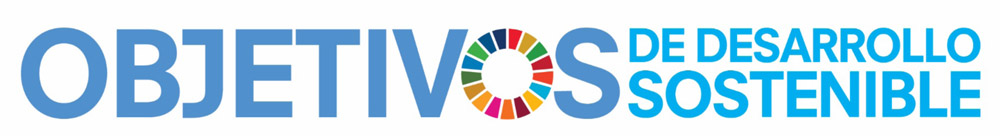 OBJETIVOS
DE DESARROLLO
SOSTENIBLE